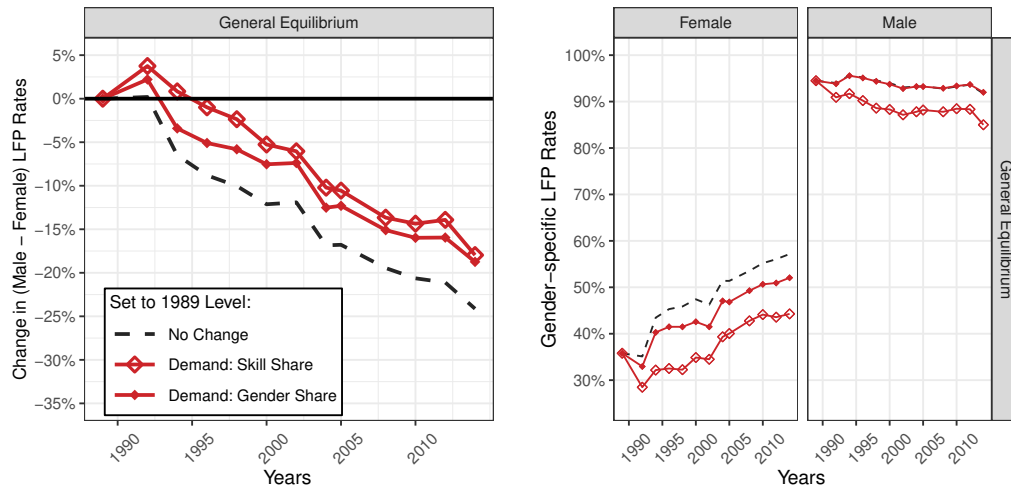 General Equilibrium
Change in (Male − Female) LFP Rates
5%
0%
−5%
−10%
−15%
−20%
−25%
−30%
−35%
Set to 1989 Level:
No Change
Demand: Skill Share
Demand: Gender Share
1990
1995
2000
2005
2010
Years
Female
Male
Gender−specific LFP Rates
100%
90%
80%
70%
60%
50%
40%
30%
General Equilibrium
1990
1995
2000
2005
2010
1990
1995
2000
2005
2010
Years